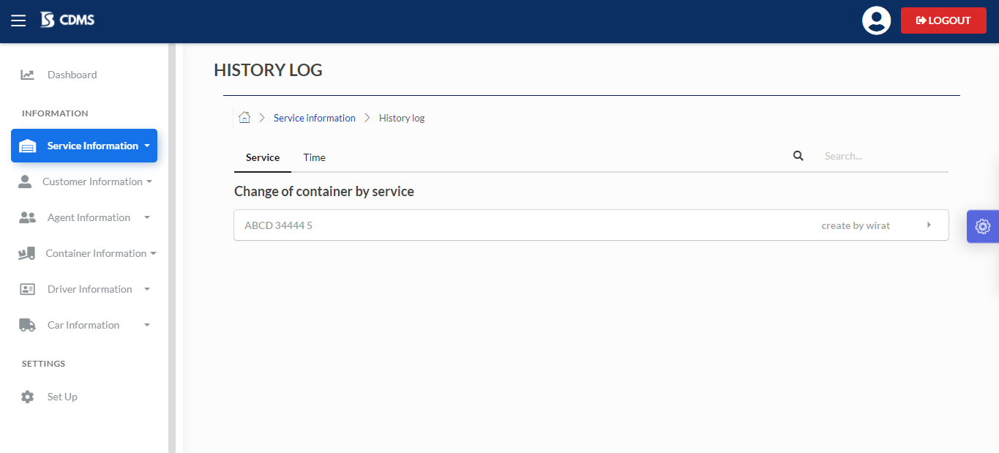 CDMS
LOGOUT
Dashboard
INFORMATION
Service Information
Customer Information
Agent Information
Container Information
Driver Information
Car Information
SETTINGS
Set Up
HISTORY LOG
Service information
History log
Service
Time
Search...
Change of container by service
ABCD 34444 5
create by wirat